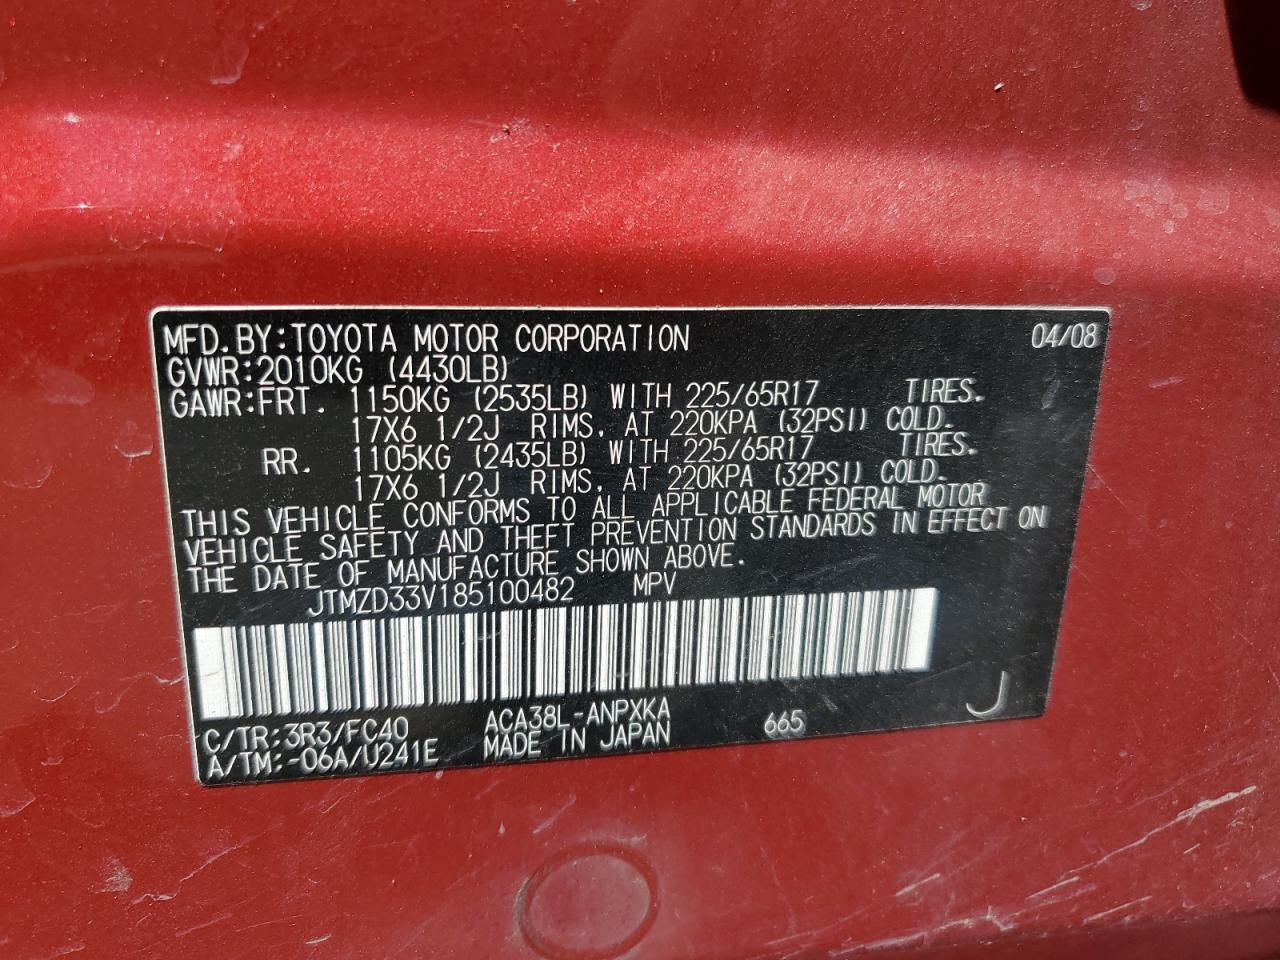 MFD.BY:TOYOTA MOTOR CORPORATION 04/08
GVWR:2010KG (4430LB)
GAWR:FRT. 1150KG (2535LB) WITH 225/65R17 TIRES.
17X6 1/2J RIMS, AT 220KPA (32PSI) COLD.
RR. 1105KG (2435LB) WITH 225/65R17 TIRES.
17X6 1/2J RIMS, AT 220KPA (32PSI) COLD.
THIS VEHICLE CONFORMS TO ALL APPLICABLE FEDERAL MOTOR
VEHICLE SAFETY AND THEFT PREVENTION STANDARDS IN EFFECT ON
THE DATE OF MANUFACTURE SHOWN ABOVE.
JTMZD33V185100482 MPV
C/TR:3R3/FC40 ACA38L-ANPXKA 665 J
A/TM:-06A/U241E MADE IN JAPAN